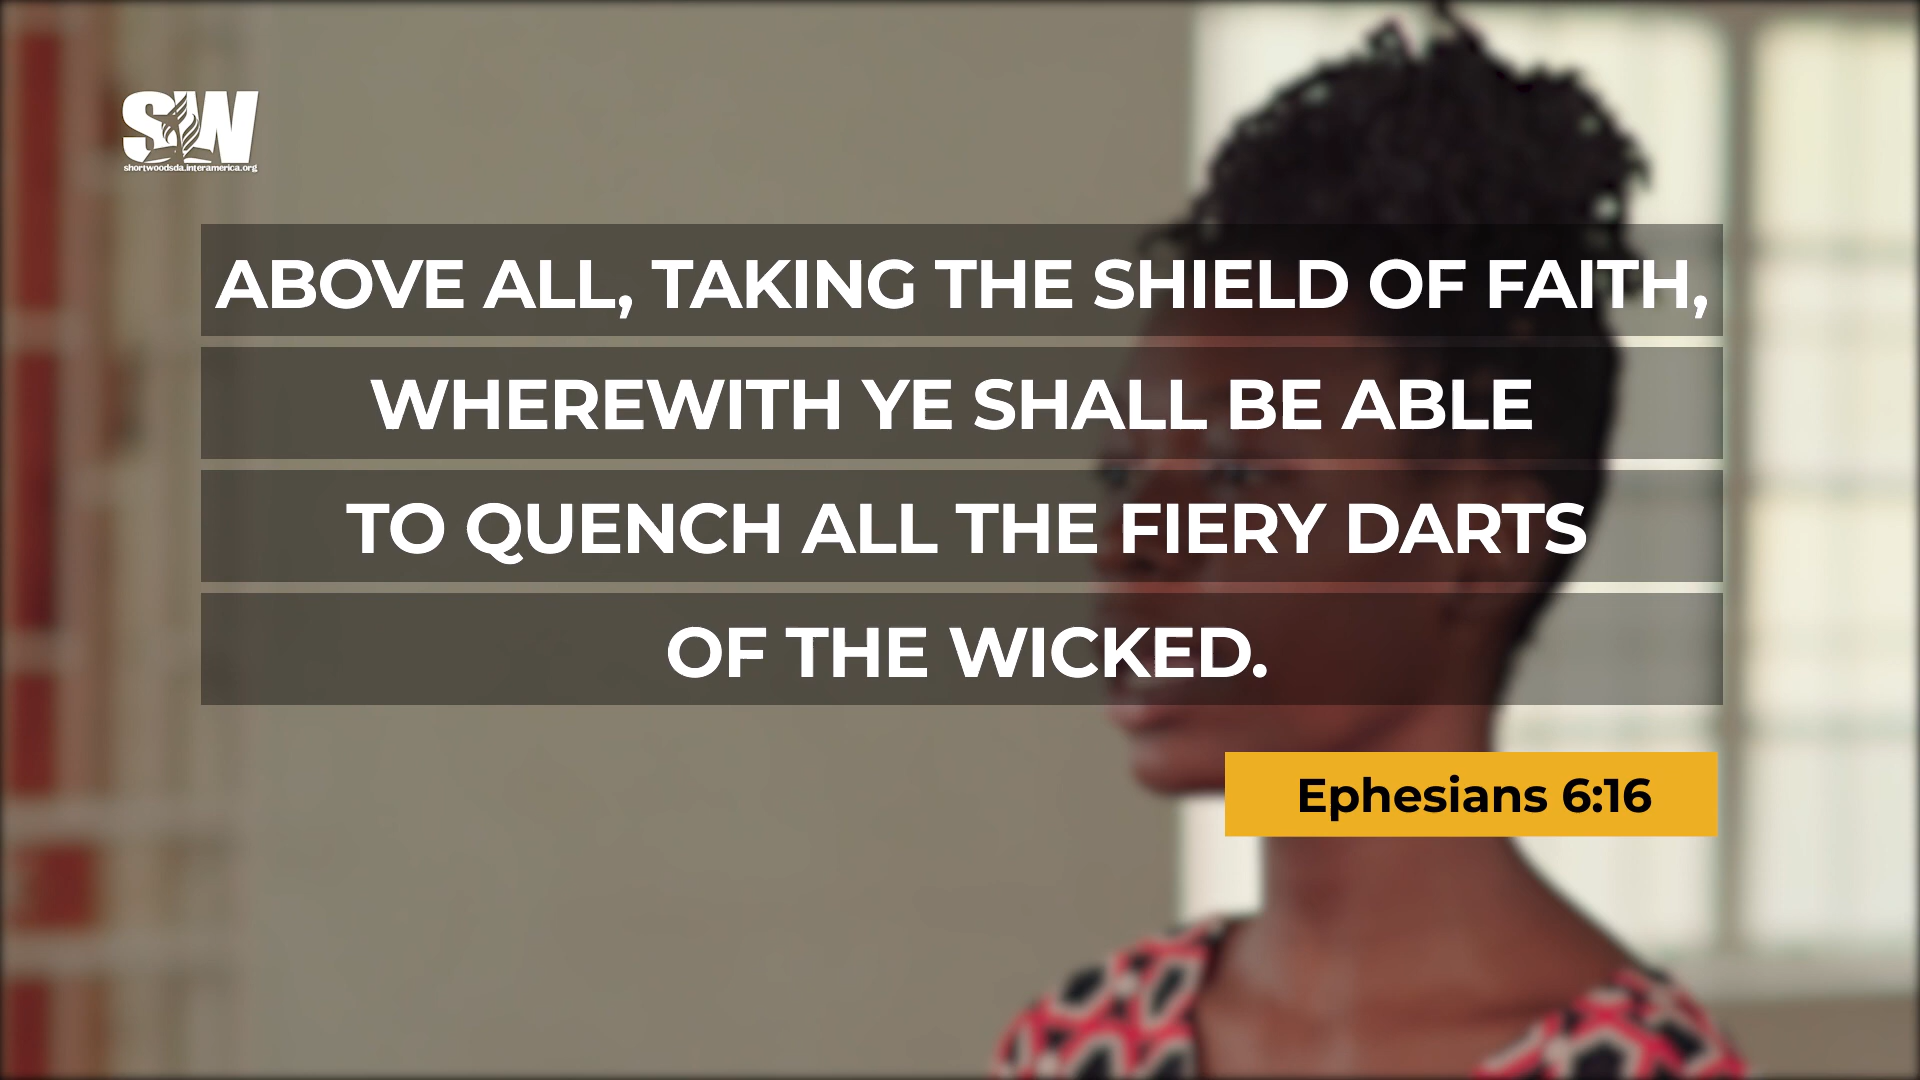 SW
shortwoodsda.interamerica.org
ABOVE ALL, TAKING THE SHIELD OF FAITH,
WHEREWITH YE SHALL BE ABLE
TO QUENCH ALL THE FIERY DARTS
OF THE WICKED.
Ephesians 6:16